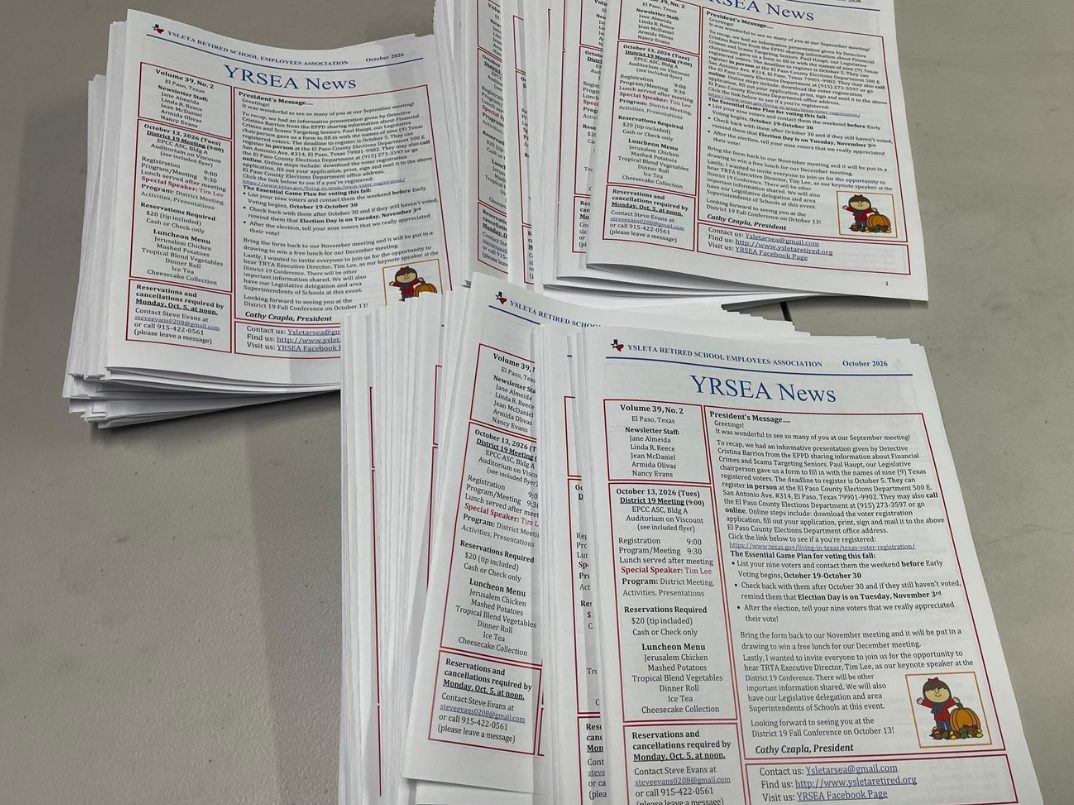 YSLETA RETIRED SCHOOL EMPLOYEES ASSOCIATION October 2026
YRSEA News
Volume 39, No. 2
El Paso, Texas
Newsletter Staff:
Jane Almeida
Linda R. Reece
Jean McDaniel
Armida Olivas
Nancy Evans
October 13, 2026 (Tues)
District 19 Meeting (9:00)
EPCC ASC, Bldg A
Auditorium on Viscount
(see included flyer)
Registration 9:00
Program/Meeting 9:30
Lunch served after meeting
Special Speaker: Tim Lee
Program: District Meeting,
Activities, Presentations
Reservations Required
$20 (tip included)
Cash or Check only
Luncheon Menu
Jerusalem Chicken
Mashed Potatoes
Tropical Blend Vegetables
Dinner Roll
Ice Tea
Cheesecake Collection
Reservations and
cancellations required by
Monday, Oct. 5, at noon.
Contact Steve Evans at
steveevans0208@gmail.com
or call 915-422-0561
(please leave a message)
President's Message....
Greetings!
It was wonderful to see so many of you at our September meeting!
To recap, we had an informative presentation given by Detective
Cristina Barrios from the EPPD sharing information about Financial
Crimes and Scams Targeting Seniors. Paul Haupt, our Legislative
chairperson gave us a form to fill in with the names of nine (9) Texas
registered voters. The deadline to register is October 5. They can
register in person at the El Paso County Elections Department 500 E.
San Antonio Ave. #314, El Paso, Texas 79901-9902. They may also call
online. Online steps include: download the voter registration
application, fill out your application, print, sign and mail it to the above
El Paso County Elections Department office address.
Click the link below to see if you're registered:
https://www.texas.gov/living-in-texas/texas-voter-registration/
The Essential Game Plan for voting this fall:
• List your nine voters and contact them the weekend before Early
Voting begins, October 19-October 30
• Check back with them after October 30 and if they still haven't voted,
remind them that Election Day is on Tuesday, November 3rd
• After the election, tell your nine voters that we really appreciated
their vote!
Bring the form back to our November meeting and it will be put in a
drawing to win a free lunch for our December meeting.
Lastly, I want to invite everyone to join us for the opportunity to
hear TRTA Executive Director, Tim Lee, as our keynote speaker at the
District 19 Conference. There will be other
important information shared. We will also
have our Legislative delegation and area
Superintendents of Schools at this event.
Looking forward to seeing you at the
District 19 Fall Conference on October 13!
Cathy Czapla, President
Contact us: Ysletarsea@gmail.com
Find us: http://www.ysletaretired.org
Visit us: YRSEA Facebook Page
1